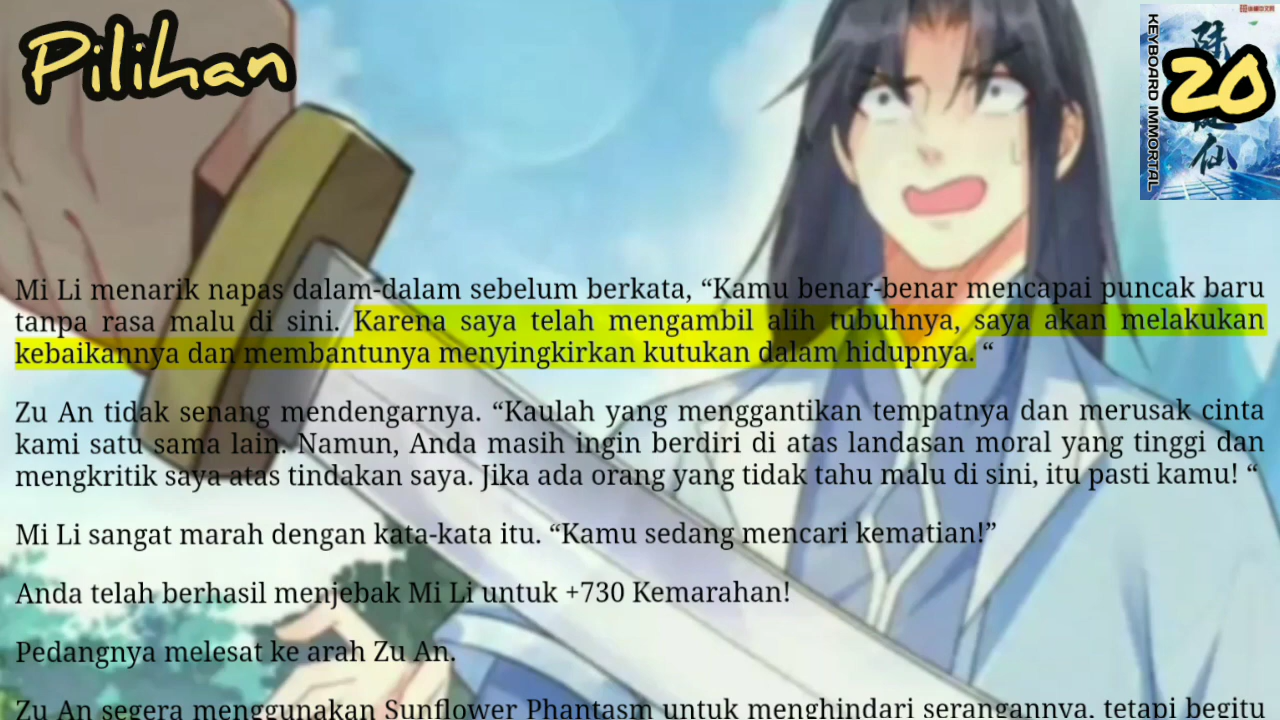 Pilihan
20
KEYBOARD IMMORTAL
仙
Mi Li menarik napas dalam-dalam sebelum berkata, “Kamu benar-benar mencapai puncak baru
tanpa rasa malu di sini. Karena saya telah mengambil alih tubuhnya, saya akan melakukan
kebaikannya dan membantunya menyingkirkan kutukan dalam hidupnya. “
Zu An tidak senang mendengarnya. “Kaulah yang menggantikan tempatnya dan merusak cinta
kami satu sama lain. Namun, Anda masih ingin berdiri di atas landasan moral yang tinggi dan
mengkritik saya atas tindakan saya. Jika ada orang yang tidak tahu malu di sini, itu pasti kamu! “
Mi Li sangat marah dengan kata-kata itu. “Kamu sedang mencari kematian!”
Anda telah berhasil menjebak Mi Li untuk +730 Kemarahan!
Pedangnya melesat ke arah Zu An.
Zu An segera menggunakan Sunflower Phantasm untuk menghindari serangannya, tetapi begitu